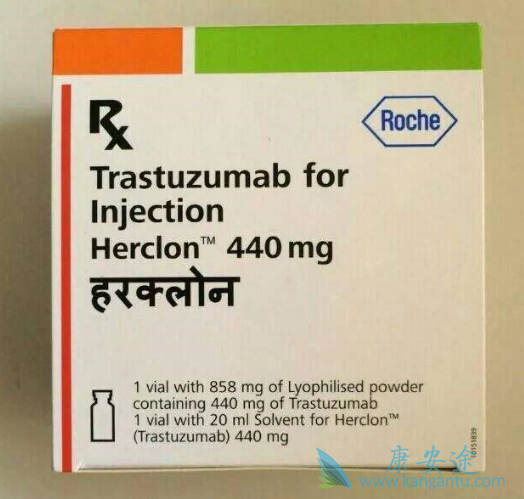 Rx
Roche
Trastuzumab for
Injection
Herclon™ 440 mg
हरक्लोन
1 vial with 858 mg of Lyophilised powder
containing 440 mg of Trastuzumab
1 vial with 20 ml Solvent for Herclon™
(Trastuzumab) 440 mg
10151839
康安途
www.kangantu.com